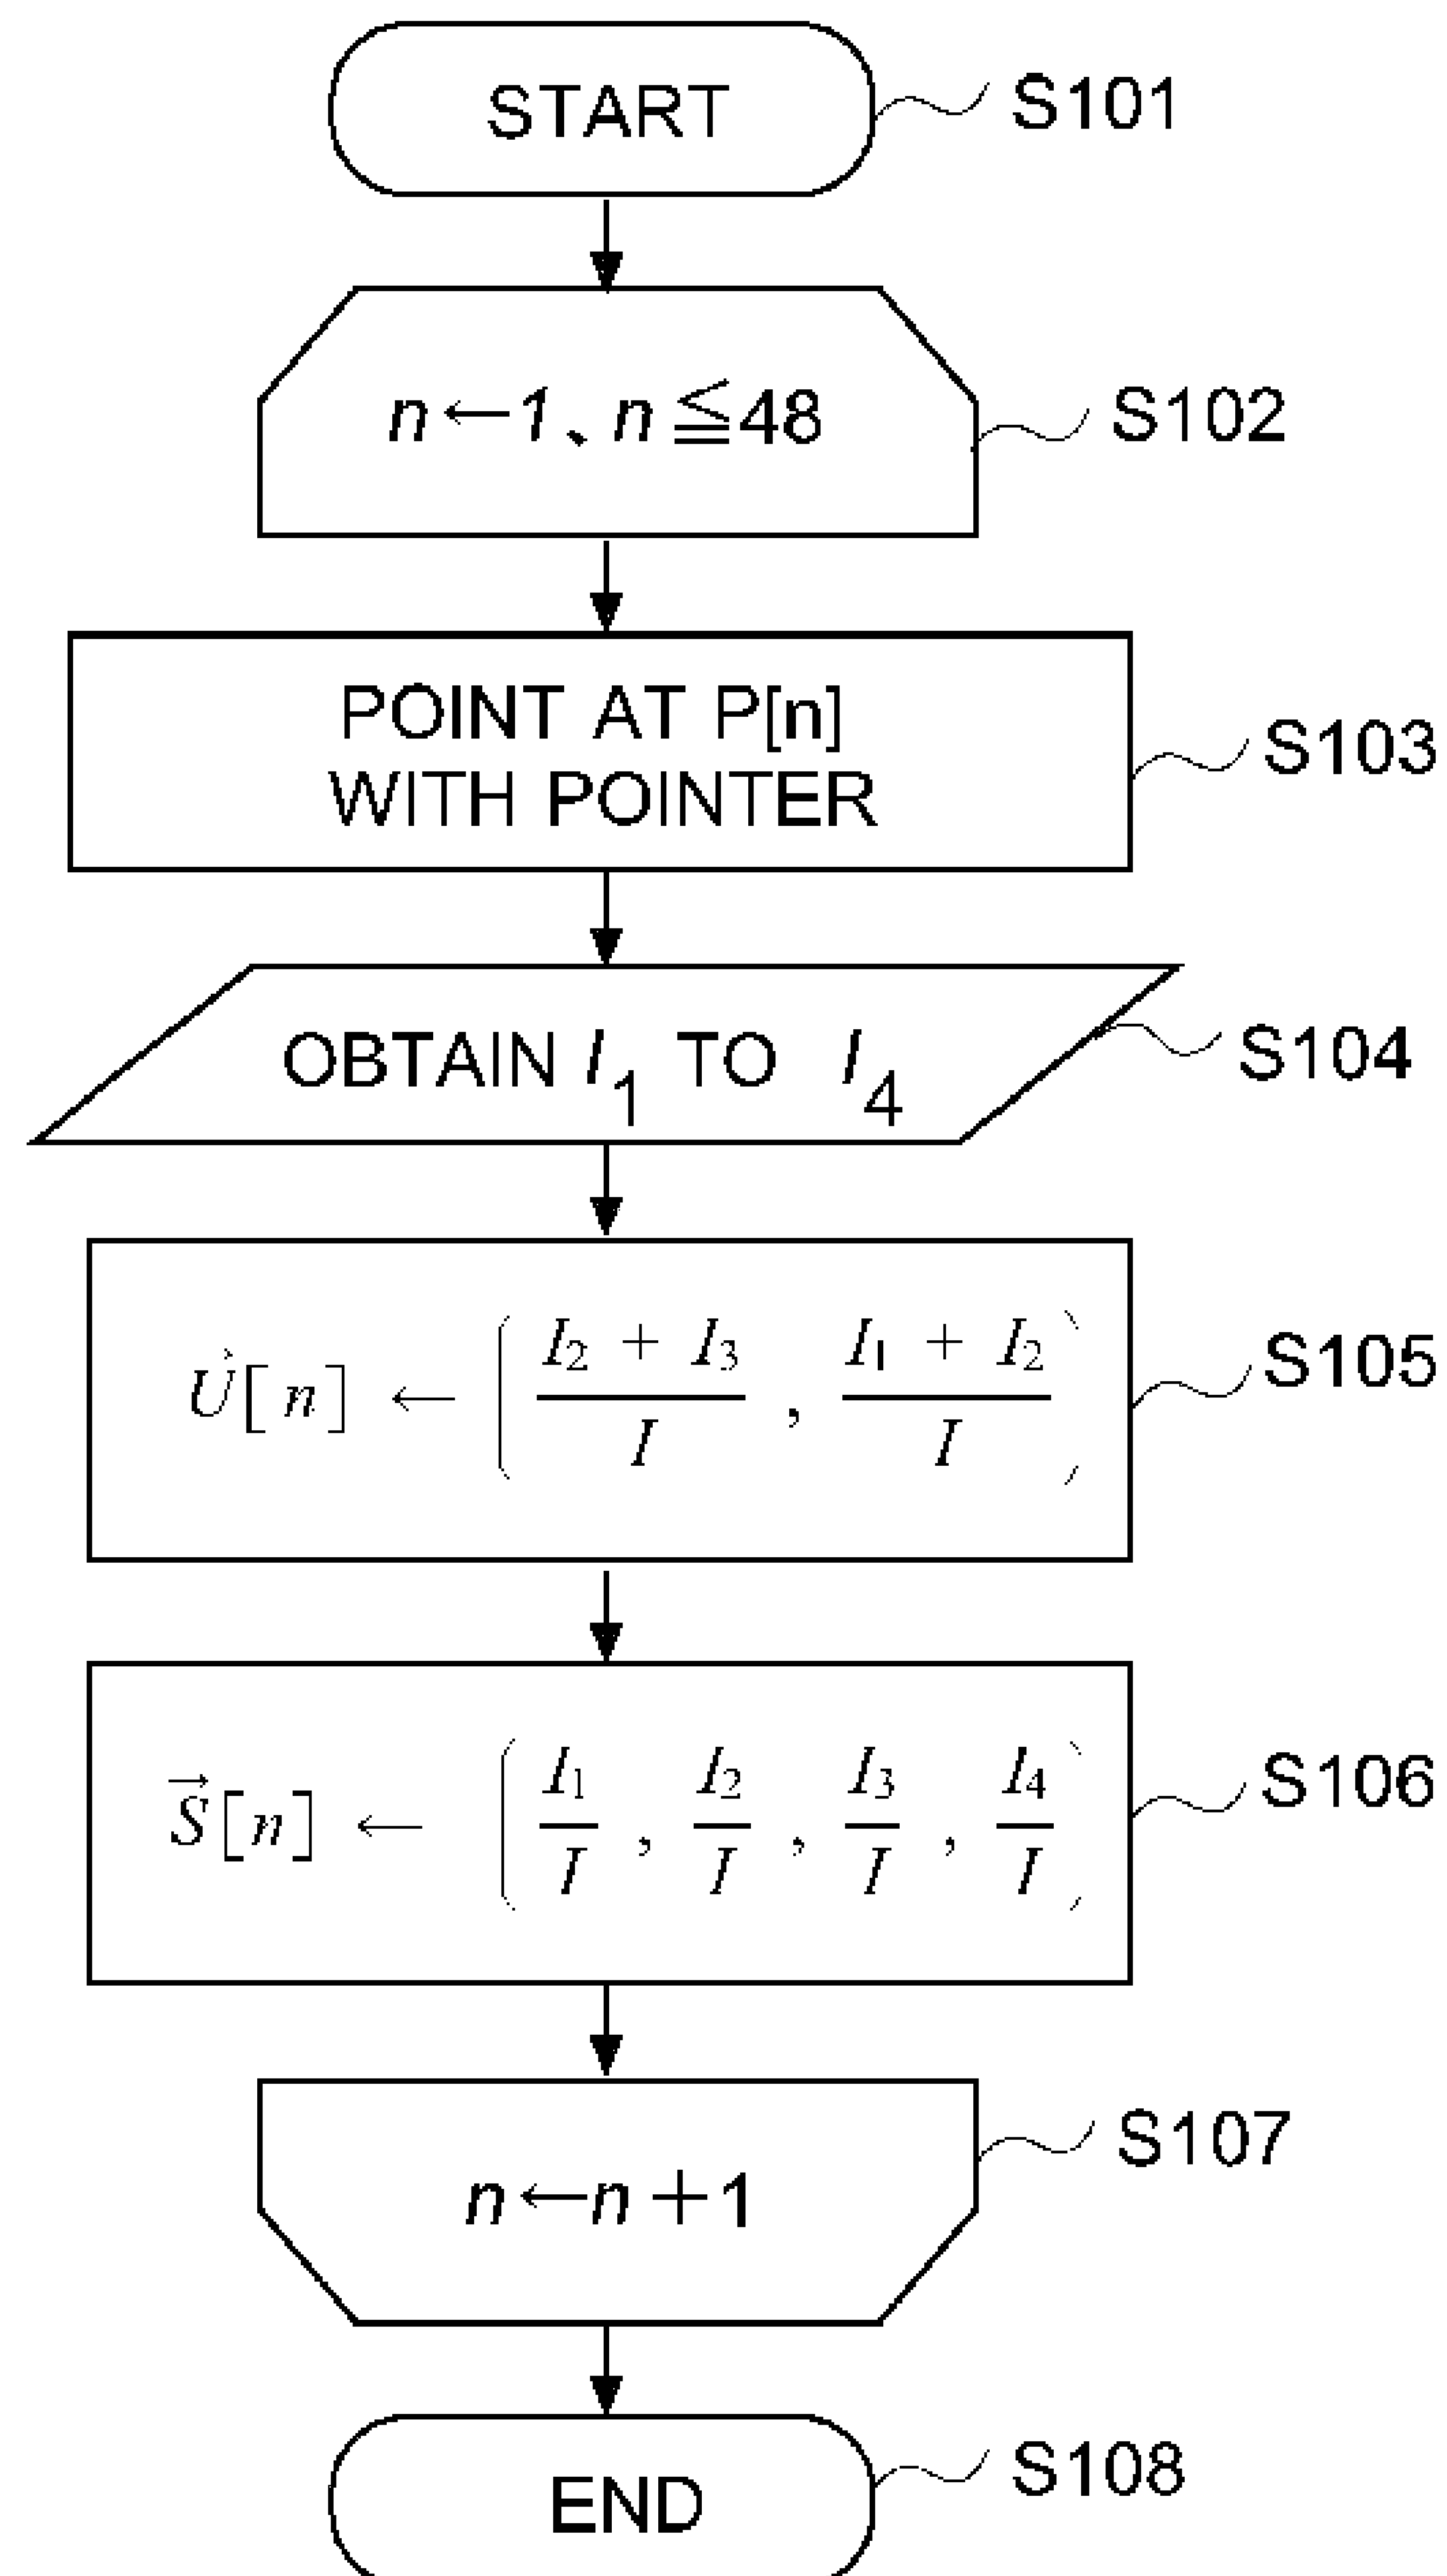 START
S101
n←1、n≦48
S102
POINT AT P[n]
WITH POINTER
S103
OBTAIN I₁ TO I₄
S104
U⃗[n] ← ( (I₂ + I₃)/I , (I₁ + I₂)/I )
S105
S⃗[n] ← ( I₁/I , I₂/I , I₃/I , I₄/I )
S106
n←n+1
S107
END
S108